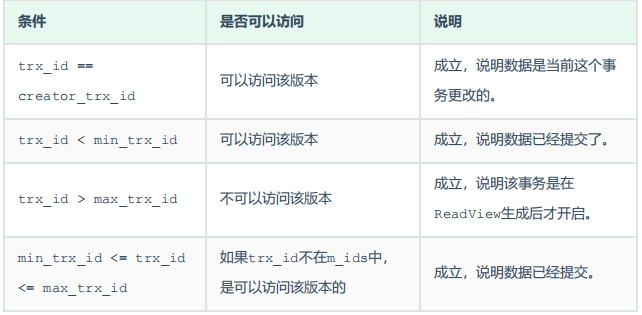 条件 是否可以访问 说明
trx_id ==
creator_trx_id
可以访问该版本
成立，说明数据是当前这个事
务更改的。
trx_id < min_trx_id 可以访问该版本 成立，说明数据已经提交了。
trx_id > max_trx_id
不可以访问该版本
成立，说明该事务是在
ReadView生成后才开启。
min_trx_id <= trx_id
<= max_trx_id
如果trx_id不在m_ids中，
是可以访问该版本的
成立，说明数据已经提交。